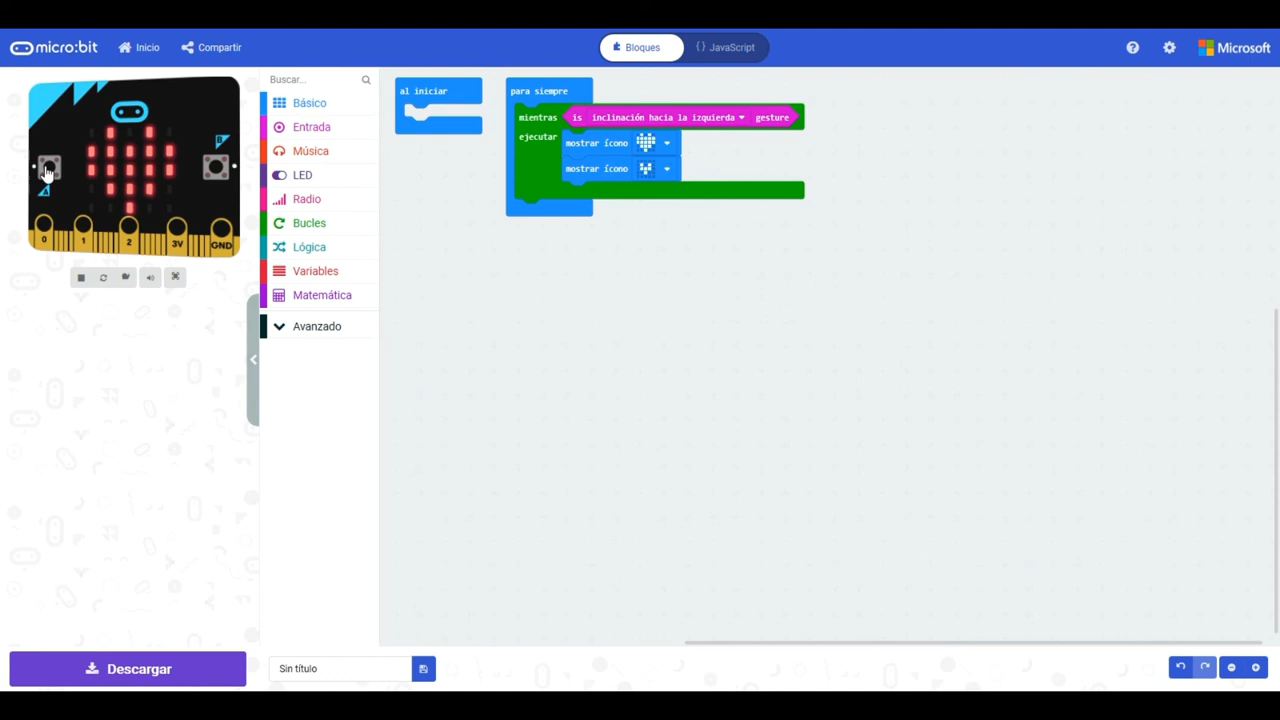 micro:bit Inicio Compartir Bloques {} JavaScript Microsoft
B
A
0 1 2 3V GND
Descargar
Buscar...
Básico
Entrada
Música
LED
Radio
Bucles
Lógica
Variables
Matemática
Avanzado
al iniciar
para siempre
mientras is inclinación hacia la izquierda gesture
ejecutar mostrar ícono
mostrar ícono
Sin título